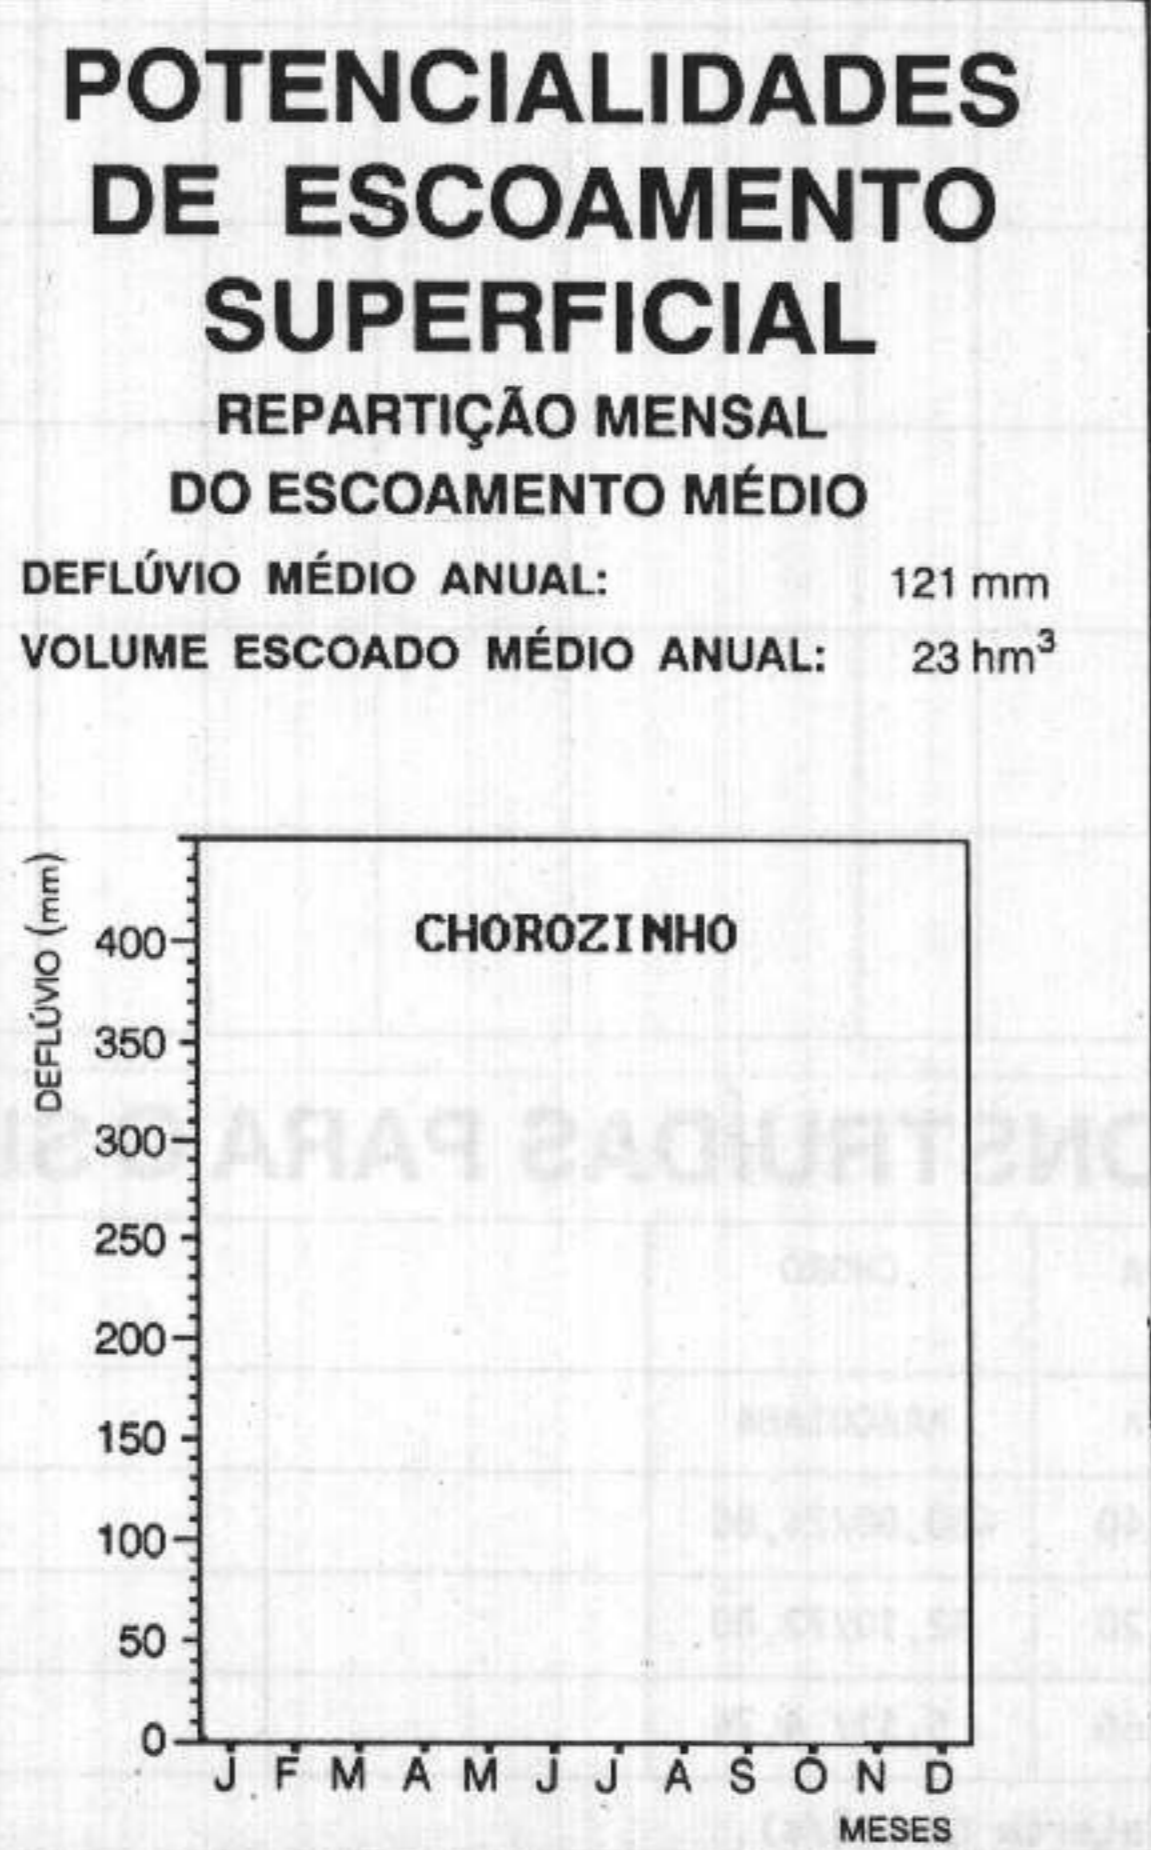 POTENCIALIDADES
DE ESCOAMENTO
SUPERFICIAL
REPARTIÇÃO MENSAL
DO ESCOAMENTO MÉDIO
DEFLÚVIO MÉDIO ANUAL: 121 mm
VOLUME ESCOADO MÉDIO ANUAL: 23 hm³
CHOROZINHO
DEFLÚVIO (mm)
400
350
300
250
200
150
100
50
0
J F M A M J J A S O N D
MESES